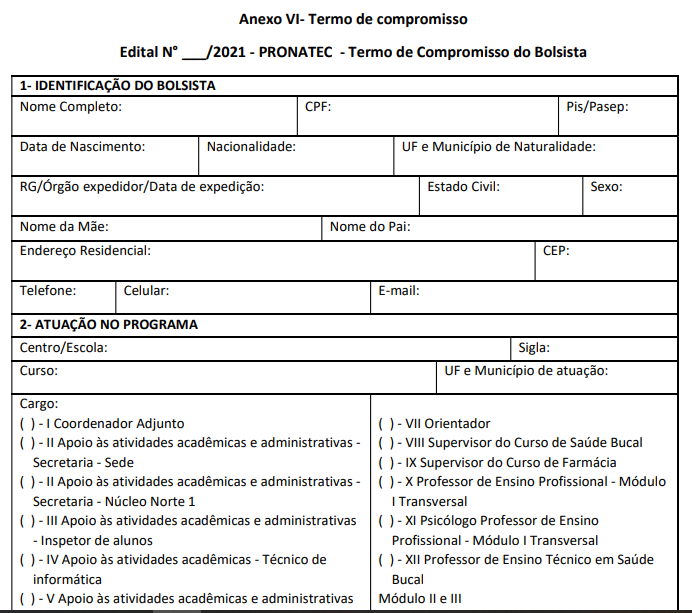 Anexo VI- Termo de compromisso
Edital N° ___/2021 - PRONATEC - Termo de Compromisso do Bolsista
1- IDENTIFICAÇÃO DO BOLSISTA
Nome Completo: CPF: Pis/Pasep:
Data de Nascimento: Nacionalidade: UF e Município de Naturalidade:
RG/Órgão expedidor/Data de expedição: Estado Civil: Sexo:
Nome da Mãe: Nome do Pai:
Endereço Residencial: CEP:
Telefone: Celular: E-mail:
2- ATUAÇÃO NO PROGRAMA
Centro/Escola: Sigla:
Curso: UF e Município de atuação:
Cargo:
( ) - I Coordenador Adjunto
( ) - II Apoio às atividades acadêmicas e administrativas -
Secretaria - Sede
( ) - II Apoio às atividades acadêmicas e administrativas -
Secretaria - Núcleo Norte 1
( ) - III Apoio às atividades acadêmicas e administrativas
- Inspetor de alunos
( ) - IV Apoio às atividades acadêmicas - Técnico de
informática
( ) - V Apoio às atividades acadêmicas e administrativas
( ) - VII Orientador
( ) - VIII Supervisor do Curso de Saúde Bucal
( ) - IX Supervisor do Curso de Farmácia
( ) - X Professor de Ensino Profissional - Módulo
I Transversal
( ) - XI Psicólogo Professor de Ensino
Profissional - Módulo I Transversal
( ) - XII Professor de Ensino Técnico em Saúde
Bucal
Módulo II e III